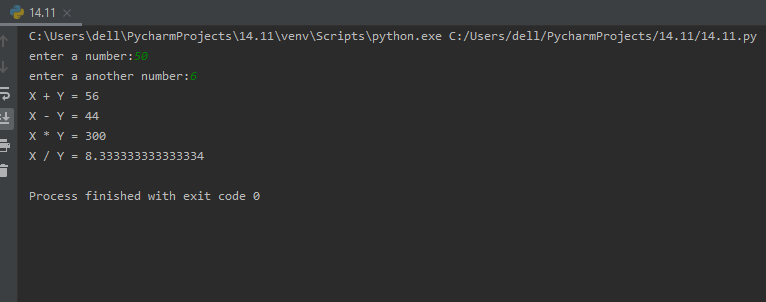 14.11
C:\Users\dell\PycharmProjects\14.11\venv\Scripts\python.exe C:/Users/dell/PycharmProjects/14.11/14.11.py
enter a number:50
enter a another number:6
X + Y = 56
X - Y = 44
X * Y = 300
X / Y = 8.333333333333334
Process finished with exit code 0